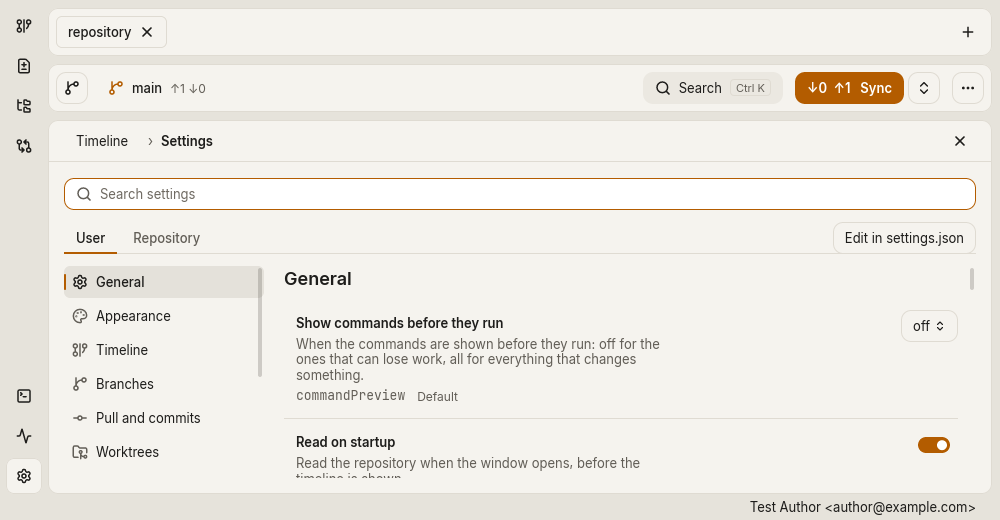 repository
main ↑1 ↓0
Search Ctrl K
↓0 ↑1 Sync
Timeline › Settings
Search settings
User
Repository
Edit in settings.json
General
Appearance
Timeline
Branches
Pull and commits
Worktrees
General
Show commands before they run
off
When the commands are shown before they run: off for the
ones that can lose work, all for everything that changes
something.
commandPreview Default
Read on startup
Read the repository when the window opens, before the
timeline is shown
Test Author <author@example.com>